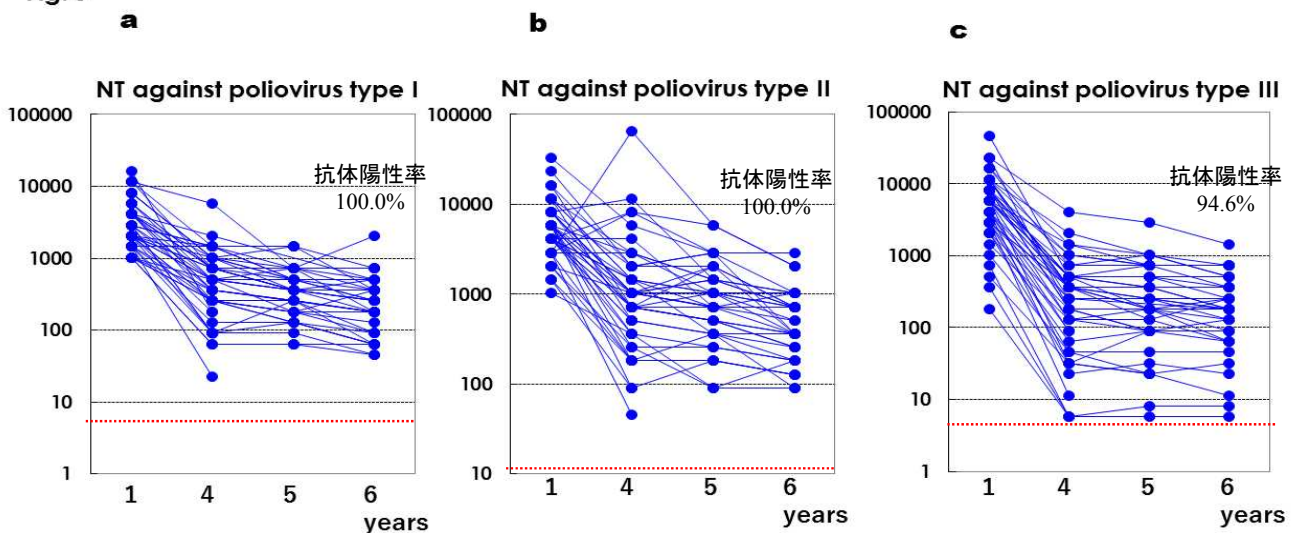 a
NT against poliovirus type I
100000
10000
1000
100
10
1
抗体陽性率
100.0%
1
4
5
6
years
b
NT against poliovirus type II
100000
10000
1000
100
10
抗体陽性率
100.0%
1
4
5
6
years
c
NT against poliovirus type III
100000
10000
1000
100
10
1
抗体陽性率
94.6%
1
4
5
6
years